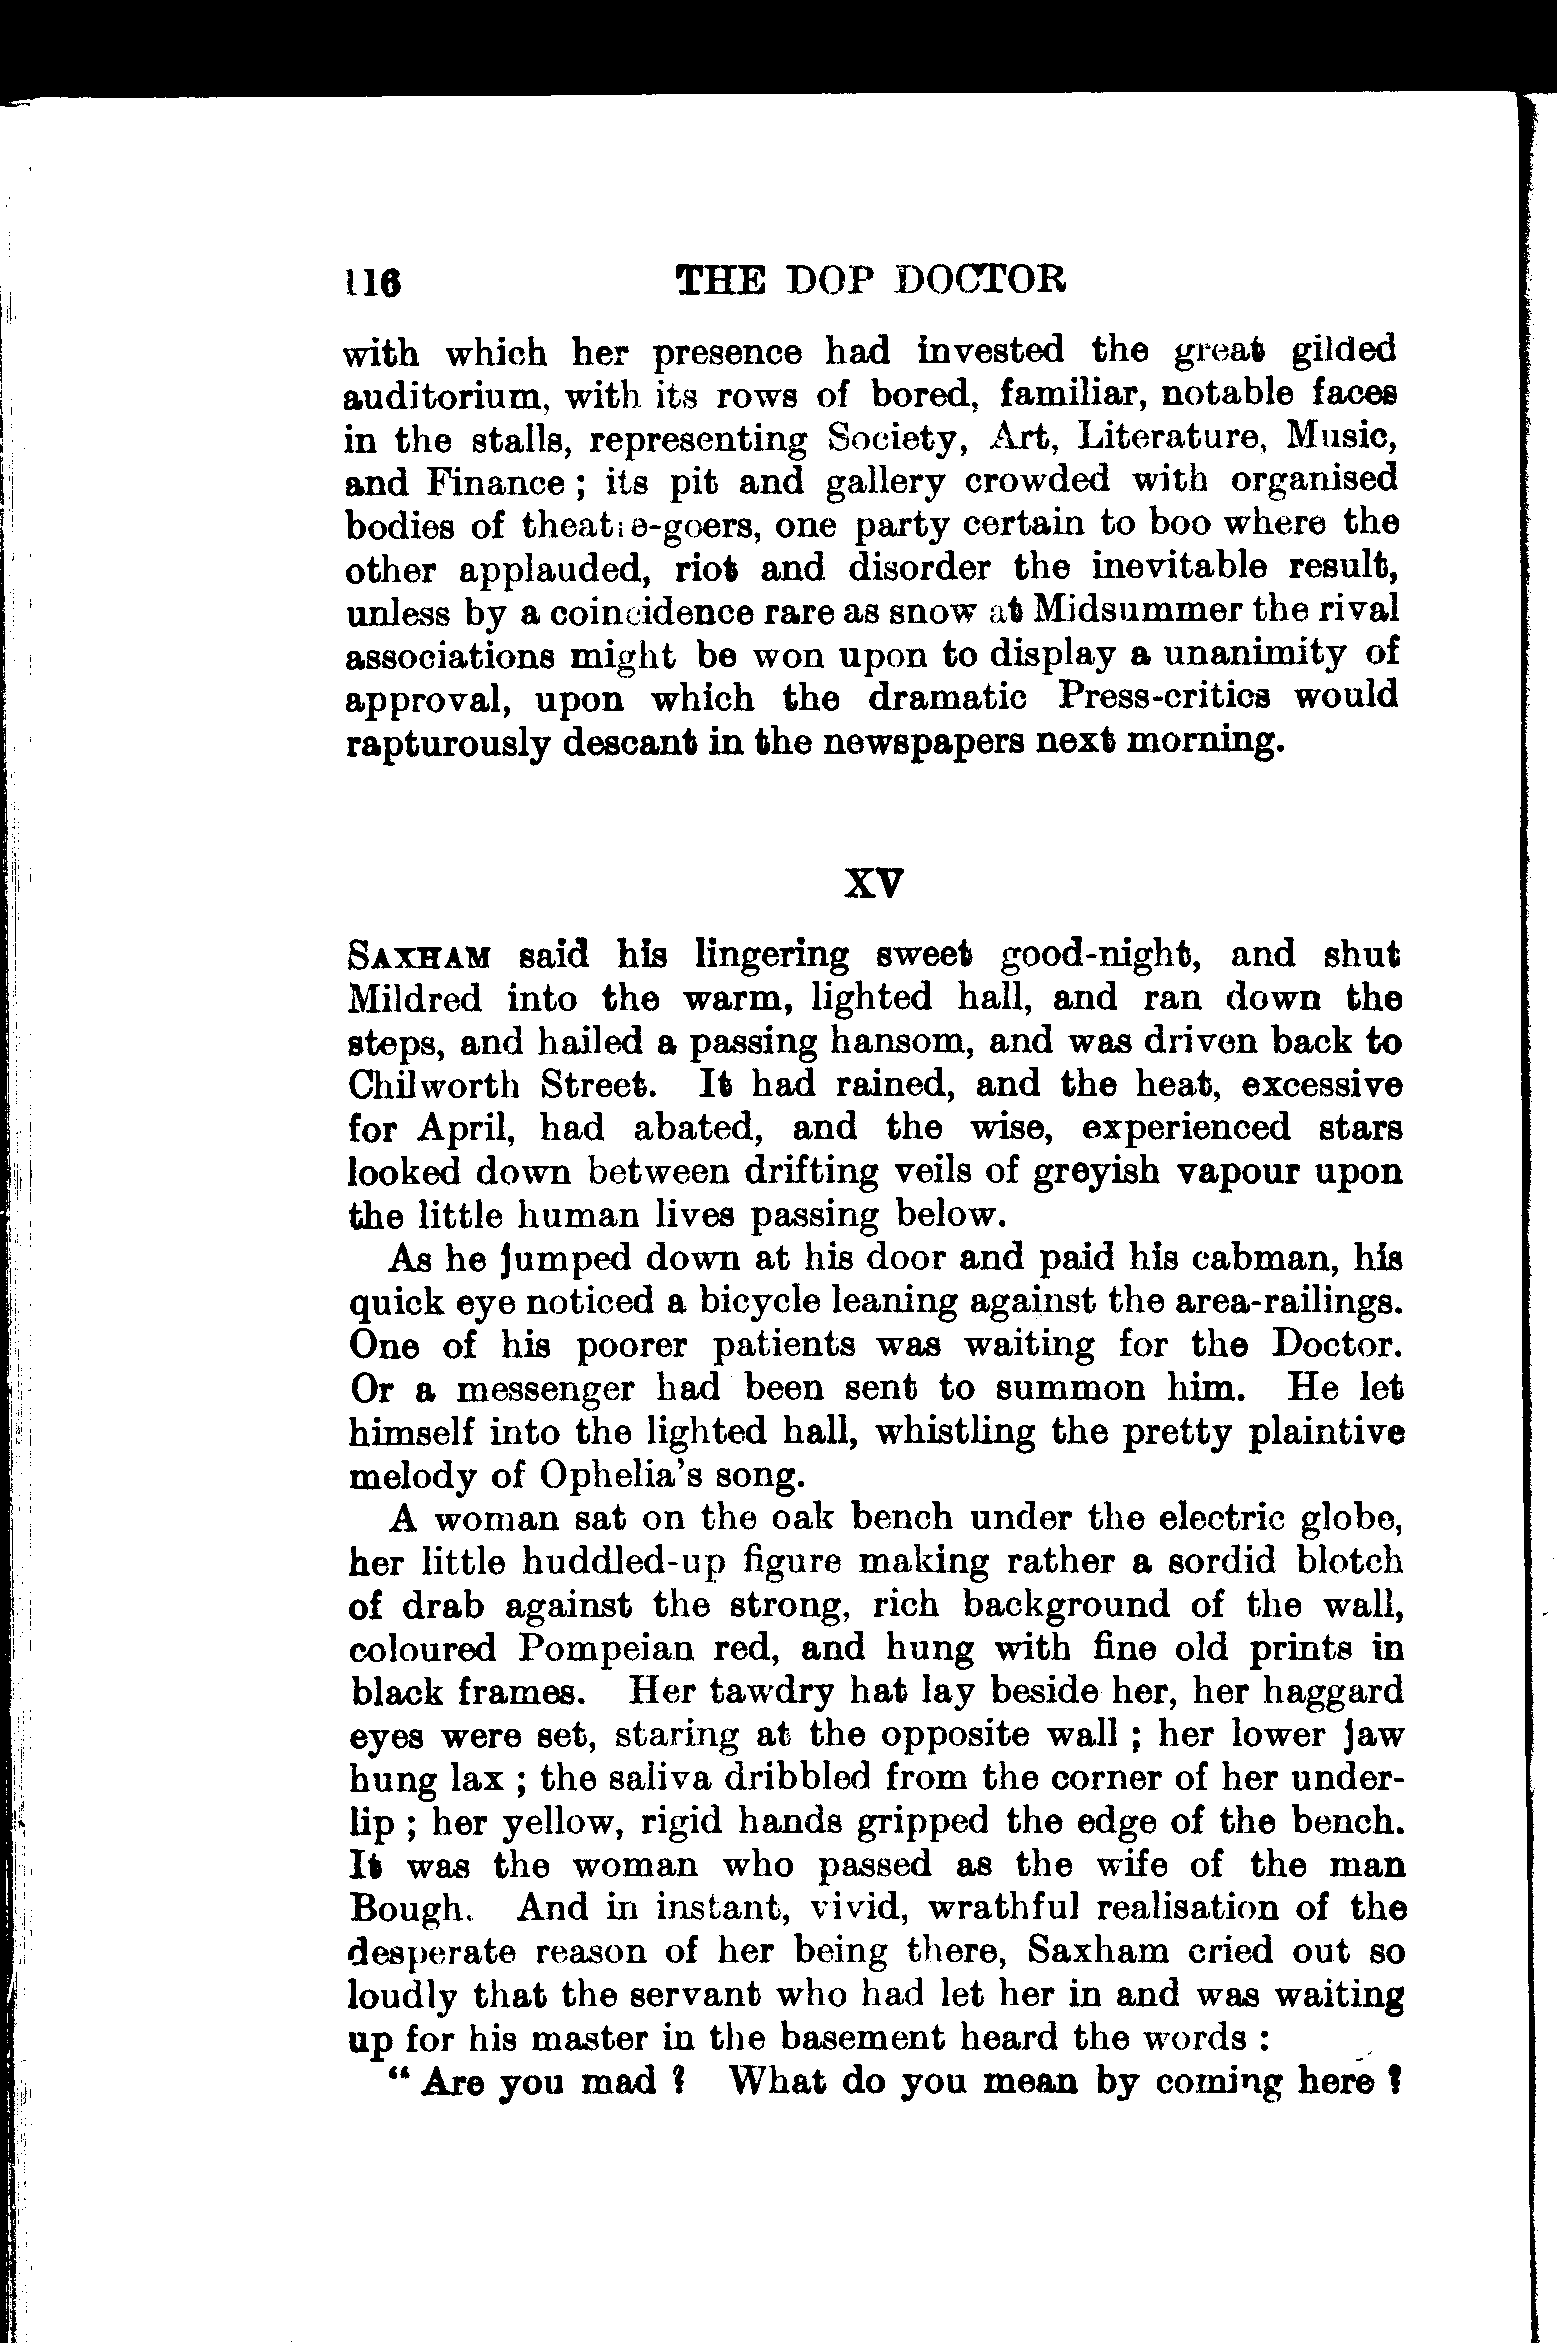 116 THE DOP DOCTOR
with which her presence had invested the great gilded
auditorium, with its rows of bored, familiar, notable faces
in the stalls, representing Society, Art, Literature, Music,
and Finance ; its pit and gallery crowded with organised
bodies of theatre-goers, one party certain to boo where the
other applauded, riot and disorder the inevitable result,
unless by a coincidence rare as snow at Midsummer the rival
associations might be won upon to display a unanimity of
approval, upon which the dramatic Press-critics would
rapturously descant in the newspapers next morning.
XV
SAXHAM said his lingering sweet good-night, and shut
Mildred into the warm, lighted hall, and ran down the
steps, and hailed a passing hansom, and was driven back to
Chilworth Street. It had rained, and the heat, excessive
for April, had abated, and the wise, experienced stars
looked down between drifting veils of greyish vapour upon
the little human lives passing below.
As he jumped down at his door and paid his cabman, his
quick eye noticed a bicycle leaning against the area-railings.
One of his poorer patients was waiting for the Doctor.
Or a messenger had been sent to summon him. He let
himself into the lighted hall, whistling the pretty plaintive
melody of Ophelia's song.
A woman sat on the oak bench under the electric globe,
her little huddled-up figure making rather a sordid blotch
of drab against the strong, rich background of the wall,
coloured Pompeian red, and hung with fine old prints in
black frames. Her tawdry hat lay beside her, her haggard
eyes were set, staring at the opposite wall ; her lower jaw
hung lax ; the saliva dribbled from the corner of her under-
lip ; her yellow, rigid hands gripped the edge of the bench.
It was the woman who passed as the wife of the man
Bough. And in instant, vivid, wrathful realisation of the
desperate reason of her being there, Saxham cried out so
loudly that the servant who had let her in and was waiting
up for his master in the basement heard the words :
“ Are you mad ? What do you mean by coming here ?